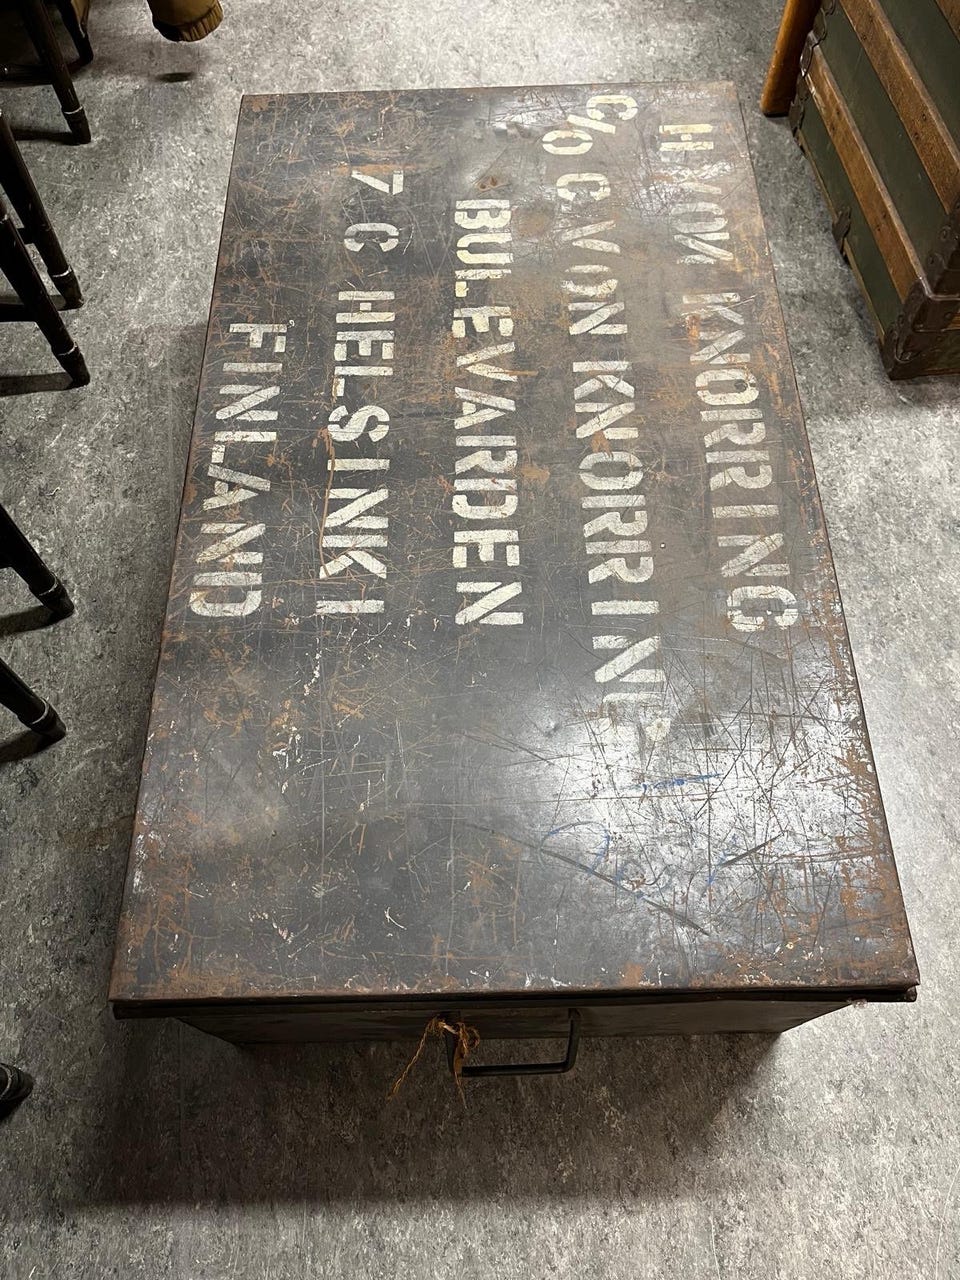 H. VON KNORRING
C/O C. VON KNORRING
BULEVARDEN
7 C HELSINKI
FINLAND